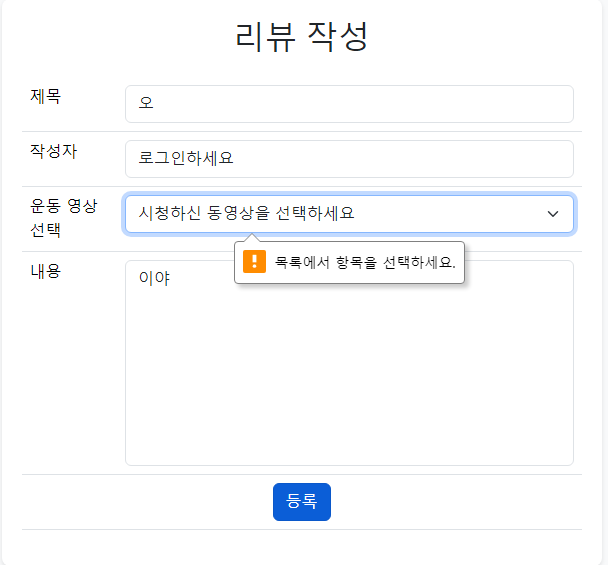 리뷰 작성
제목
오
작성자
로그인하세요
운동 영상
선택
시청하신 동영상을 선택하세요
목록에서 항목을 선택하세요.
내용
이야
등록